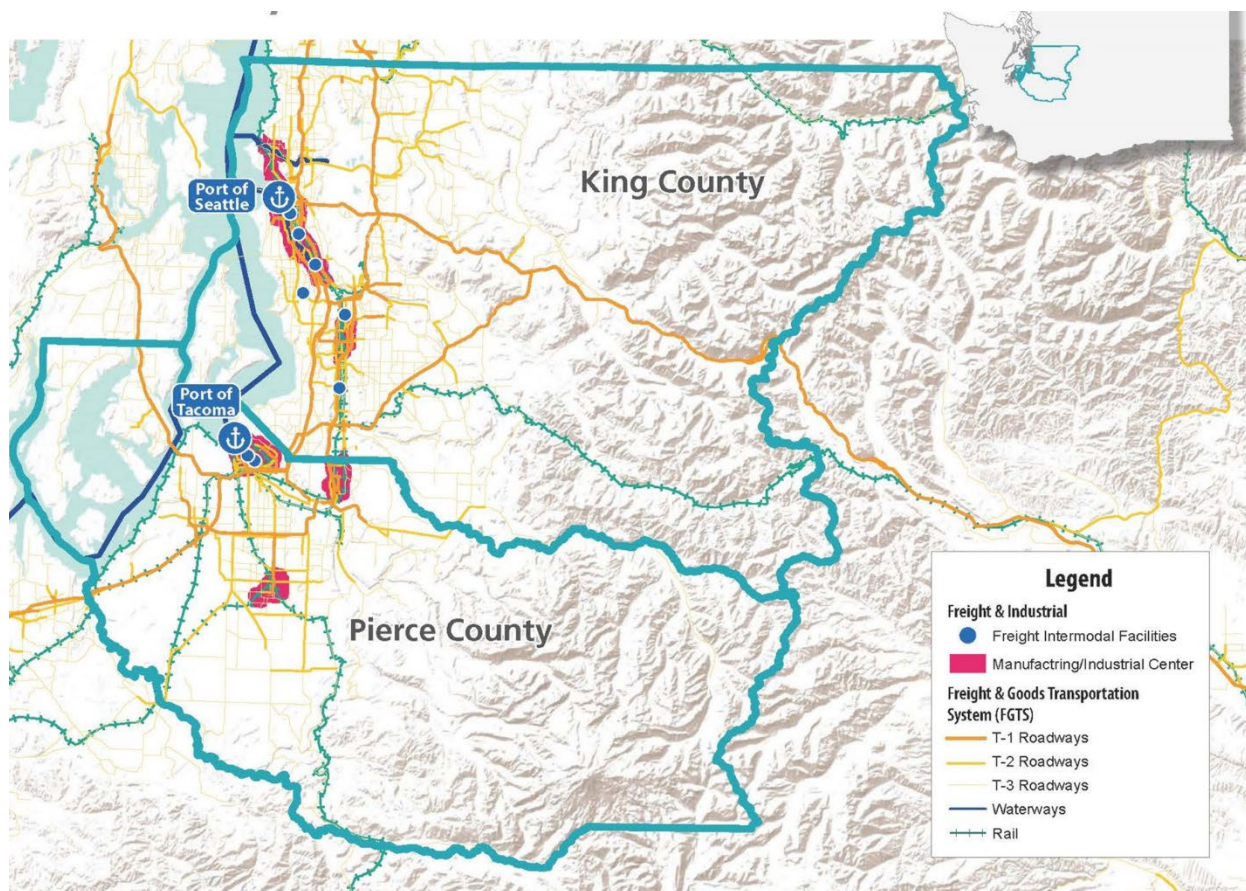 King County
Port of
Seattle
Port of
Tacoma
Pierce County
Legend
Freight & Industrial
Freight Intermodal Facilities
Manufactring/Industrial Center
Freight & Goods Transportation
System (FGTS)
T-1 Roadways
T-2 Roadways
T-3 Roadways
Waterways
Rail